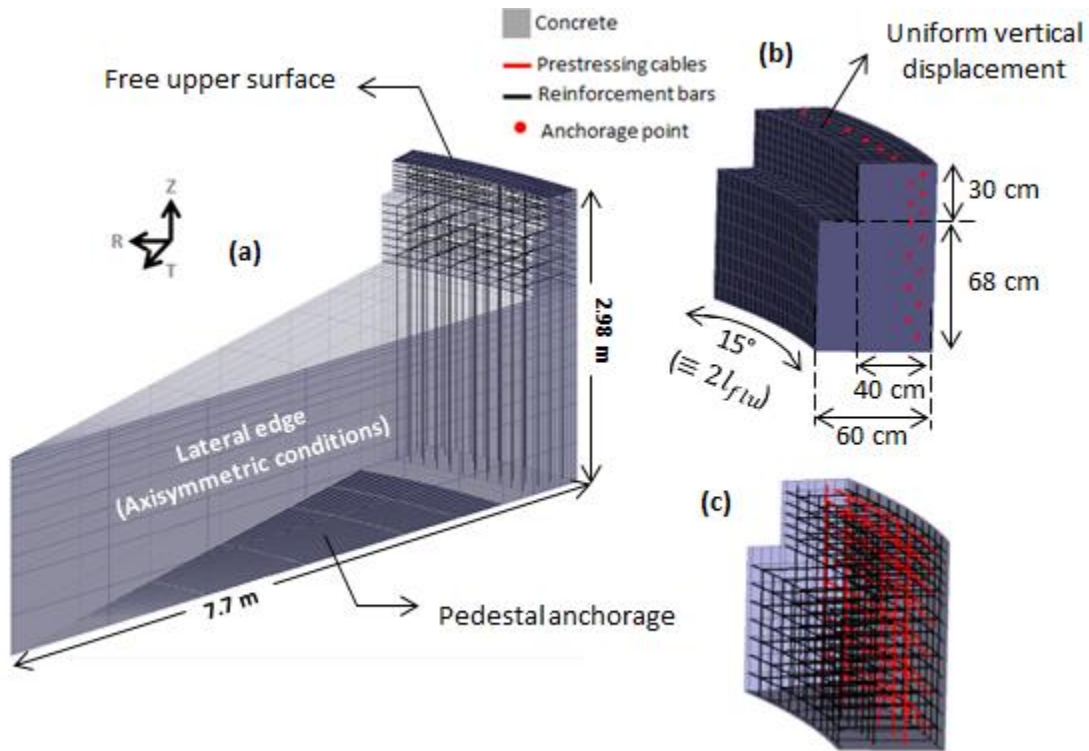 Concrete
Prestressing cables
Reinforcement bars
Anchorage point
Free upper surface
Z
R
T
(a)
2.98 m
Lateral edge
(Axisymmetric conditions)
7.7 m
Pedestal anchorage
(b)
Uniform vertical
displacement
30 cm
68 cm
15°
(≡ 2l_flu)
40 cm
60 cm
(c)